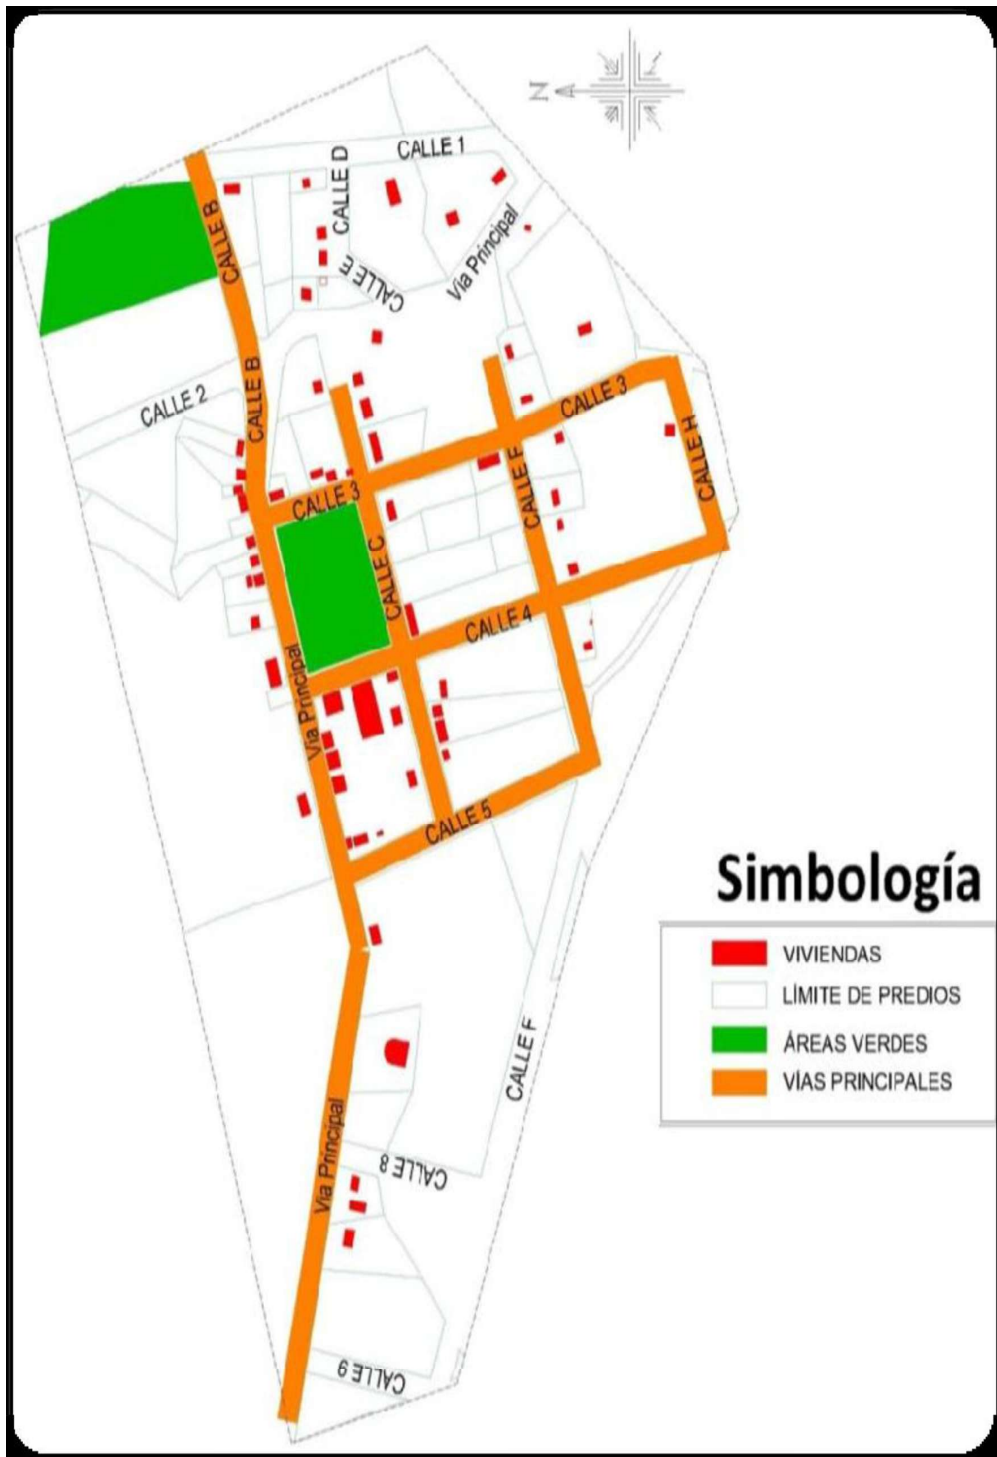 N
CALLE 1
CALLE D
CALLE B
Vía Principal
CALLE E
CALLE 2
CALLE B
CALLE 3
CALLE H
CALLE F
CALLE 3
CALLE C
CALLE 4
Vía Principal
CALLE 5
Simbología
VIVIENDAS
LÍMITE DE PREDIOS
ÁREAS VERDES
VÍAS PRINCIPALES
CALLE F
Vía Principal
CALLE 8
CALLE 9